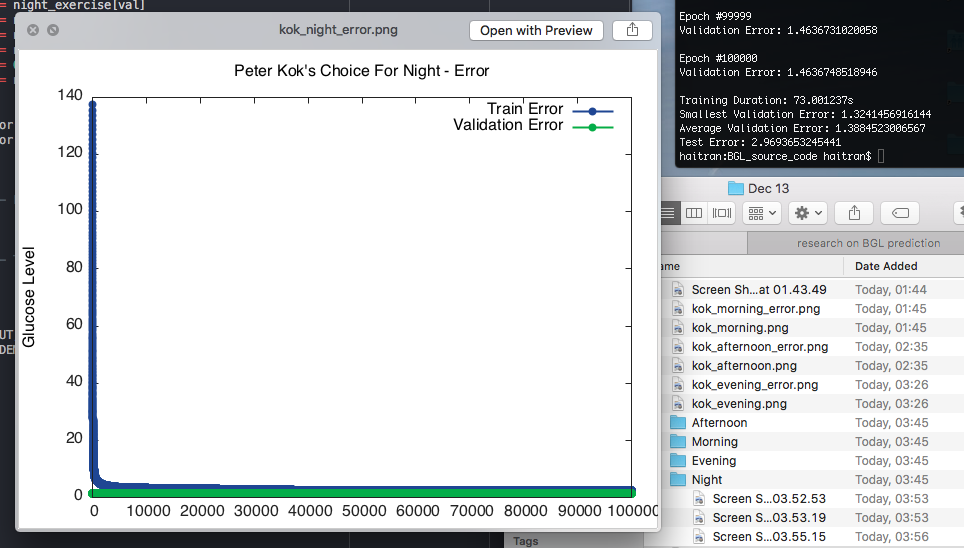 = night_exercise[val]
kok_night_error.png
Open with Preview
Peter Kok's Choice For Night - Error
Train Error
Validation Error
140
120
100
80
60
40
20
0
Glucose Level
0 10000 20000 30000 40000 50000 60000 70000 80000 90000 100000
Epoch #99999
Validation Error: 1.4636731020058
Epoch #100000
Validation Error: 1.4636748518946
Training Duration: 73.001237s
Smallest Validation Error: 1.3241456916144
Average Validation Error: 1.3884523006567
Test Error: 2.9693653245441
haitran:BGL_source_code haitran$
Dec 13
research on BGL prediction
ame Date Added
Screen Sh...at 01.43.49 Today, 01:44
kok_morning_error.png Today, 01:45
kok_morning.png Today, 01:45
kok_afternoon_error.png Today, 02:35
kok_afternoon.png Today, 02:35
kok_evening_error.png Today, 03:26
kok_evening.png Today, 03:26
Afternoon Today, 03:45
Morning Today, 03:45
Evening Today, 03:45
Night Today, 03:45
Screen S...03.52.53 Today, 03:53
Screen S...03.53.19 Today, 03:53
Screen S...03.55.15 Today, 03:56
Tags
or
or
UT
DEN